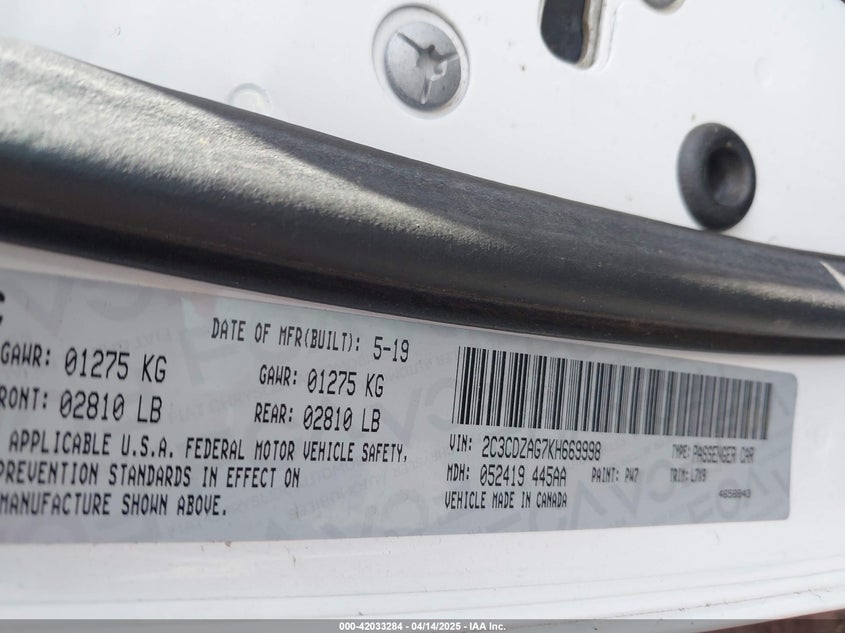 G
DATE OF MFR(BUILT): 5-19
GAWR: 01275 KG GAWR: 01275 KG
RONT: 02810 LB REAR: 02810 LB
APPLICABLE U.S.A. FEDERAL MOTOR VEHICLE SAFETY,
PREVENTION STANDARDS IN EFFECT ON
MANUFACTURE SHOWN ABOVE.
VIN: 2C3CDZAG7KH669998 TYPE: PASSENGER CAR
MDH: 052419 445AA PAINT: PW7 TRIM: L7X9
VEHICLE MADE IN CANADA 4658843
000-42033284 / 04/14/2025 / IAA Inc.